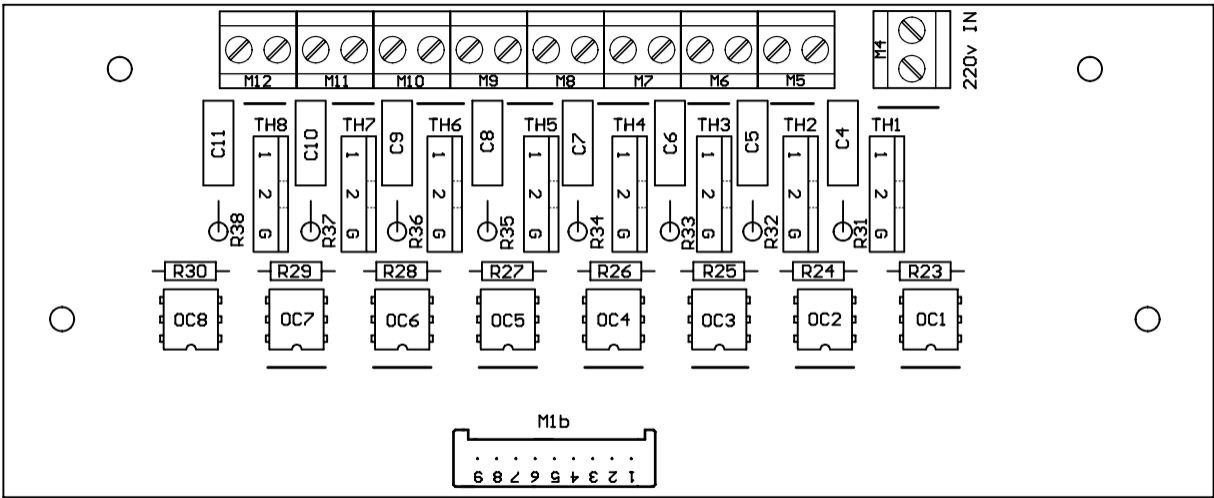 M12 M11 M10 M9 M8 M7 M6 M5 M4 220v IN
C11 TH8 C10 TH7 C9 TH6 C8 TH5 C7 TH4 C6 TH3 C5 TH2 C4 TH1
1 1 1 1 1 1 1 1
2 2 2 2 2 2 2 2
G G G G G G G G
R38 R37 R36 R35 R34 R33 R32 R31
R30 R29 R28 R27 R26 R25 R24 R23
OC8 OC7 OC6 OC5 OC4 OC3 OC2 OC1
M1b
9 8 7 6 5 4 3 2 1